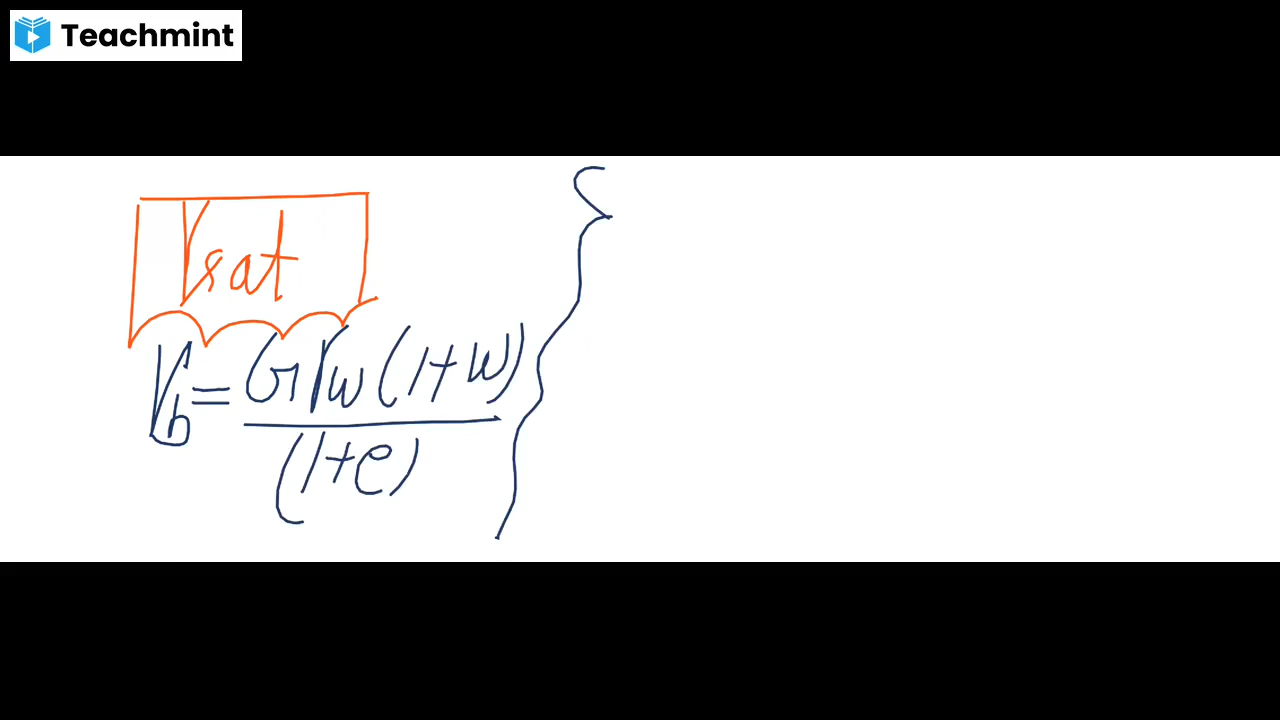 Teachmint
γsat
γb = Gγw(1+w)
(1+e)